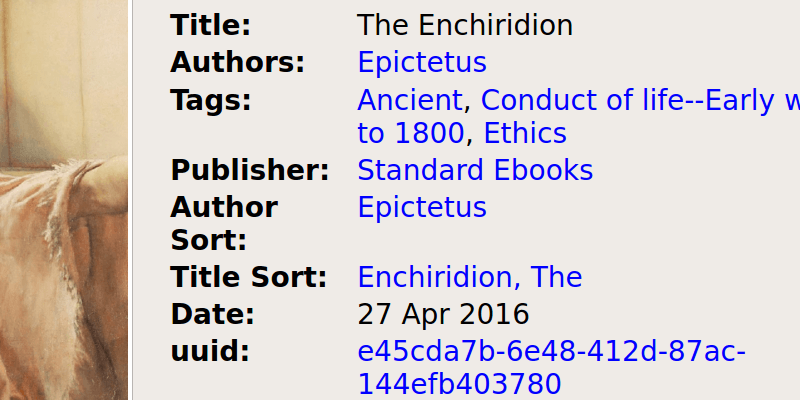 Title: The Enchiridion
Authors: Epictetus
Tags: Ancient, Conduct of life--Early
to 1800, Ethics
Publisher: Standard Ebooks
Author Epictetus
Sort:
Title Sort: Enchiridion, The
Date: 27 Apr 2016
uuid: e45cda7b-6e48-412d-87ac-
144efb403780